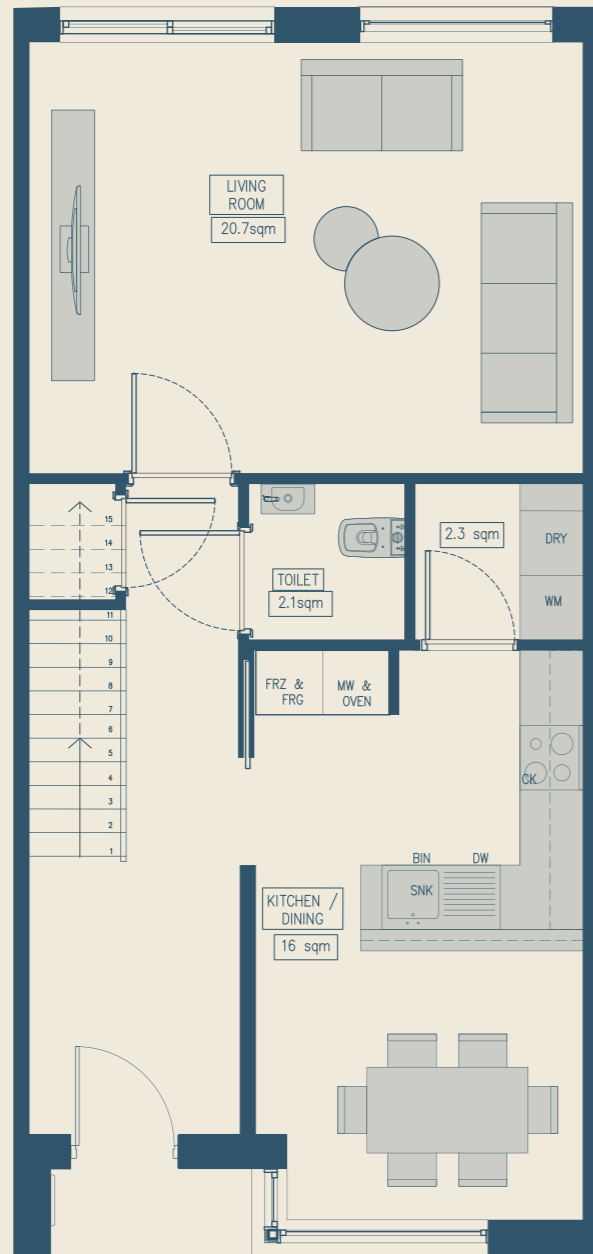 LIVING
ROOM
20.7sqm
15
14
13
12
11
10
9
8
7
6
5
4
3
2
1
TOILET
2.1sqm
2.3 sqm
DRY
WM
FRZ &
FRG
MW &
OVEN
CK
BIN
DW
SNK
KITCHEN /
DINING
16 sqm